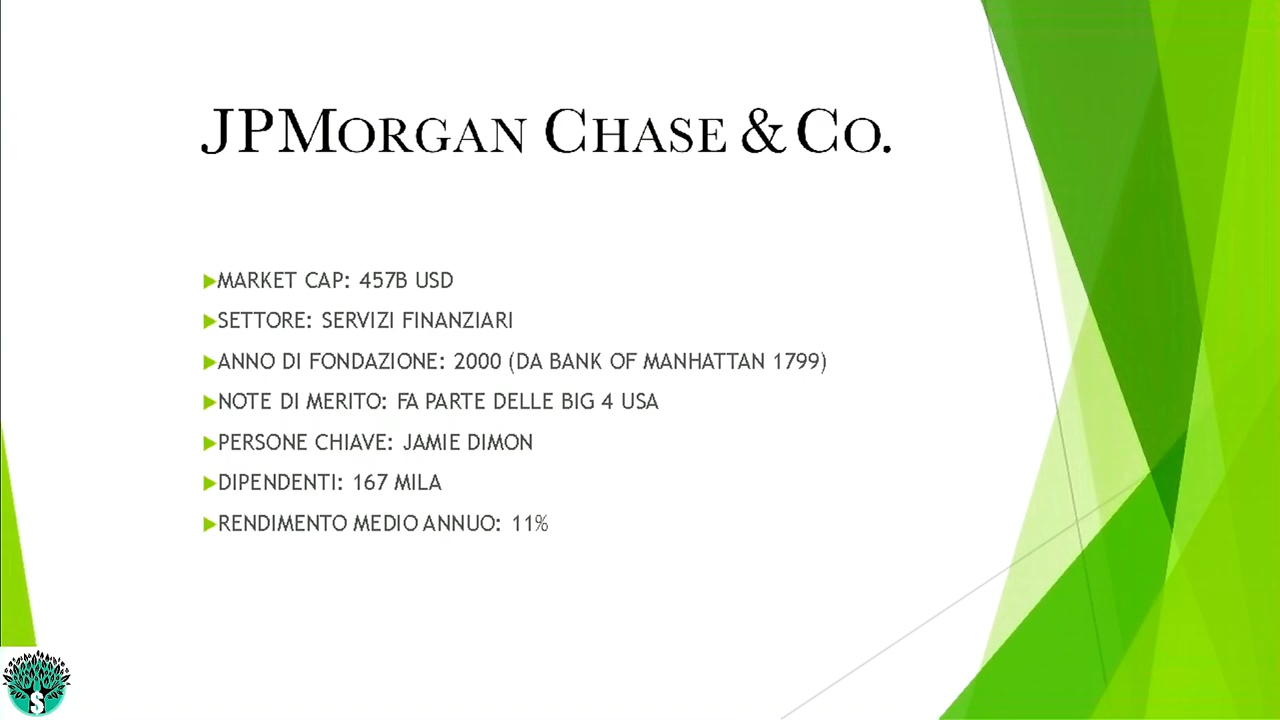 JPMORGAN CHASE & CO.
MARKET CAP: 457B USD
SETTORE: SERVIZI FINANZIARI
ANNO DI FONDAZIONE: 2000 (DA BANK OF MANHATTAN 1799)
NOTE DI MERITO: FA PARTE DELLE BIG 4 USA
PERSONE CHIAVE: JAMIE DIMON
DIPENDENTI: 167 MILA
RENDIMENTO MEDIO ANNUO: 11%
$